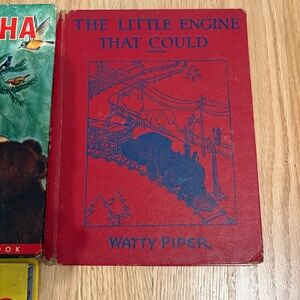 HA
THE LITTLE ENGINE
THAT COULD
WATTY PIPER
OOK